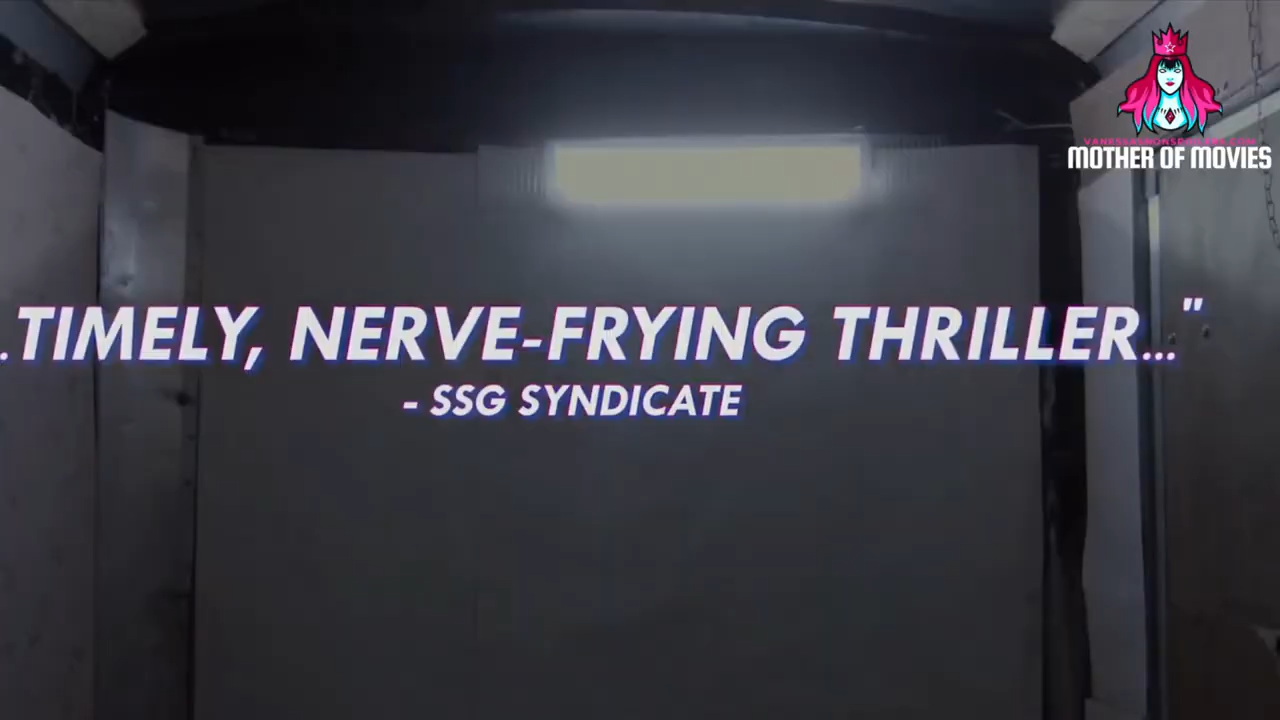 MOTHER OF MOVIES
.TIMELY, NERVE-FRYING THRILLER..."
- SSG SYNDICATE